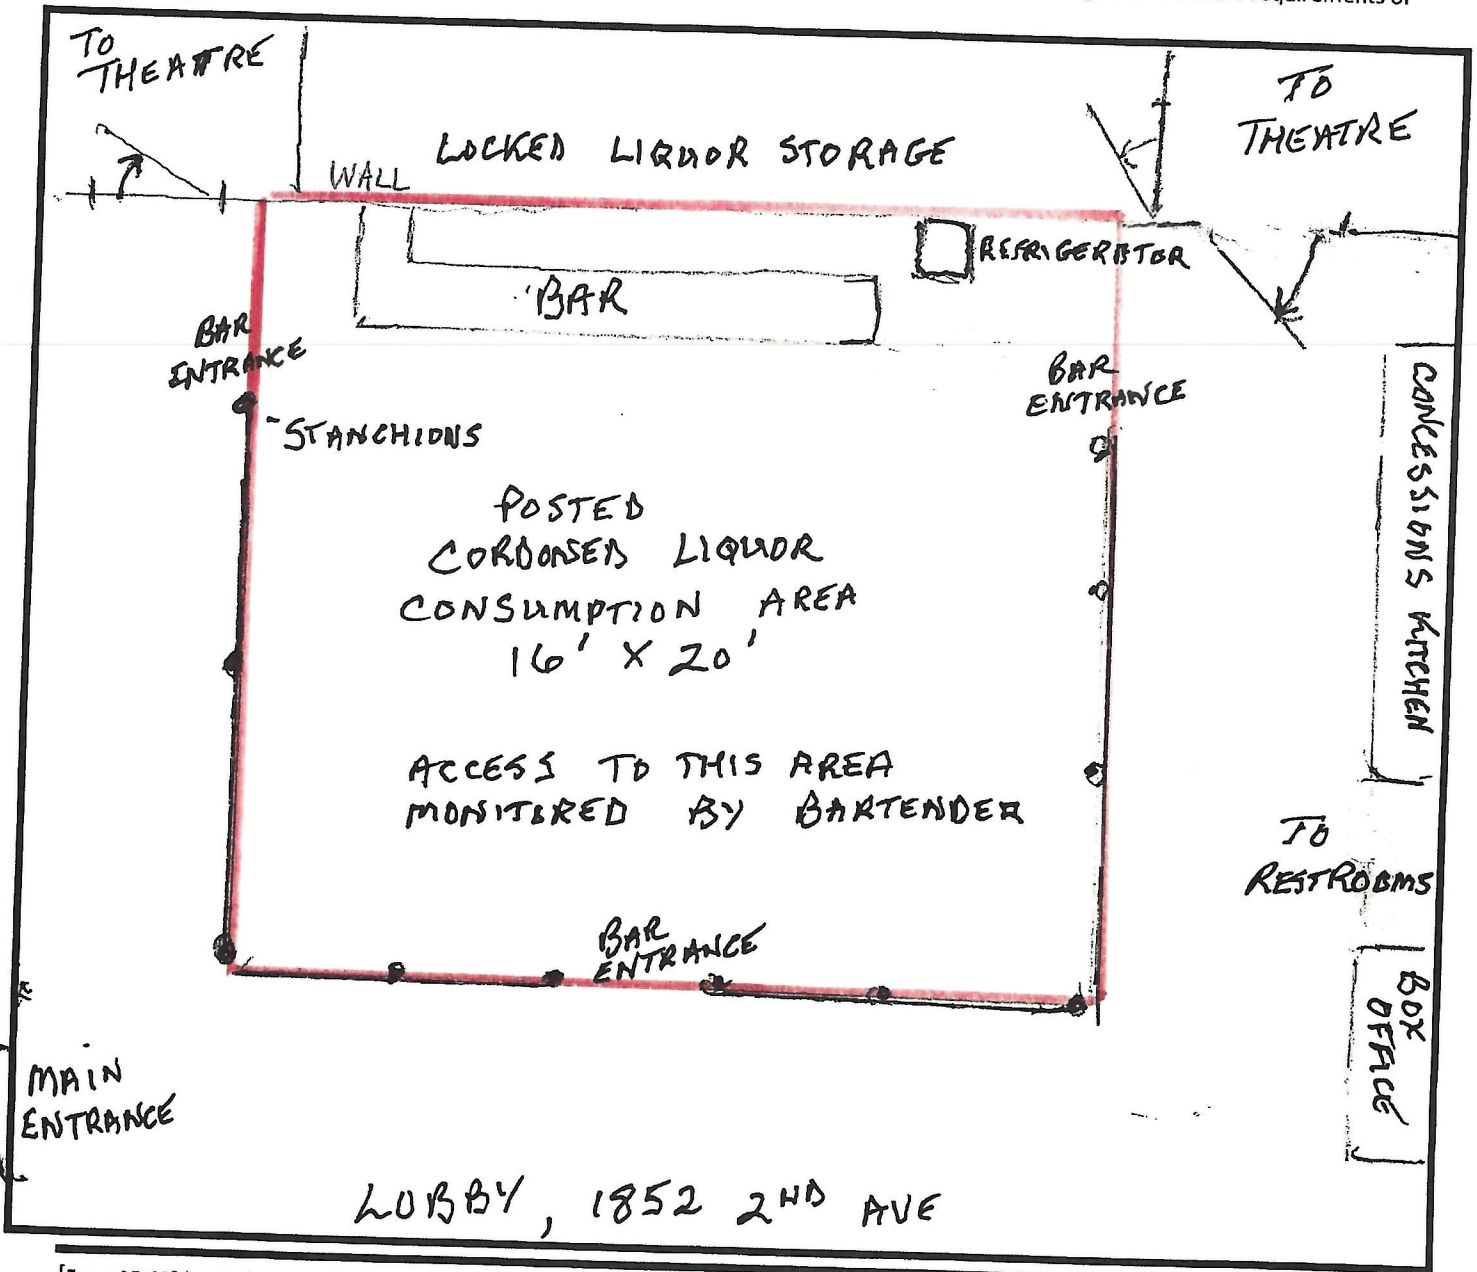 quirements of
TO
THEATRE
TO
THEATRE
LOCKED LIQUOR STORAGE
WALL
REFRIGERATOR
BAR
BAR
ENTRANCE
BAR
ENTRANCE
STANCHIONS
CONCESSIONS KITCHEN
POSTED
CORDONED LIQUOR
CONSUMPTION AREA
16' X 20'
ACCESS TO THIS AREA
MONITORED BY BARTENDER
TO
RESTROOMS
BAR
ENTRANCE
BOX
OFFICE
MAIN
ENTRANCE
LOBBY, 1852 2ND AVE